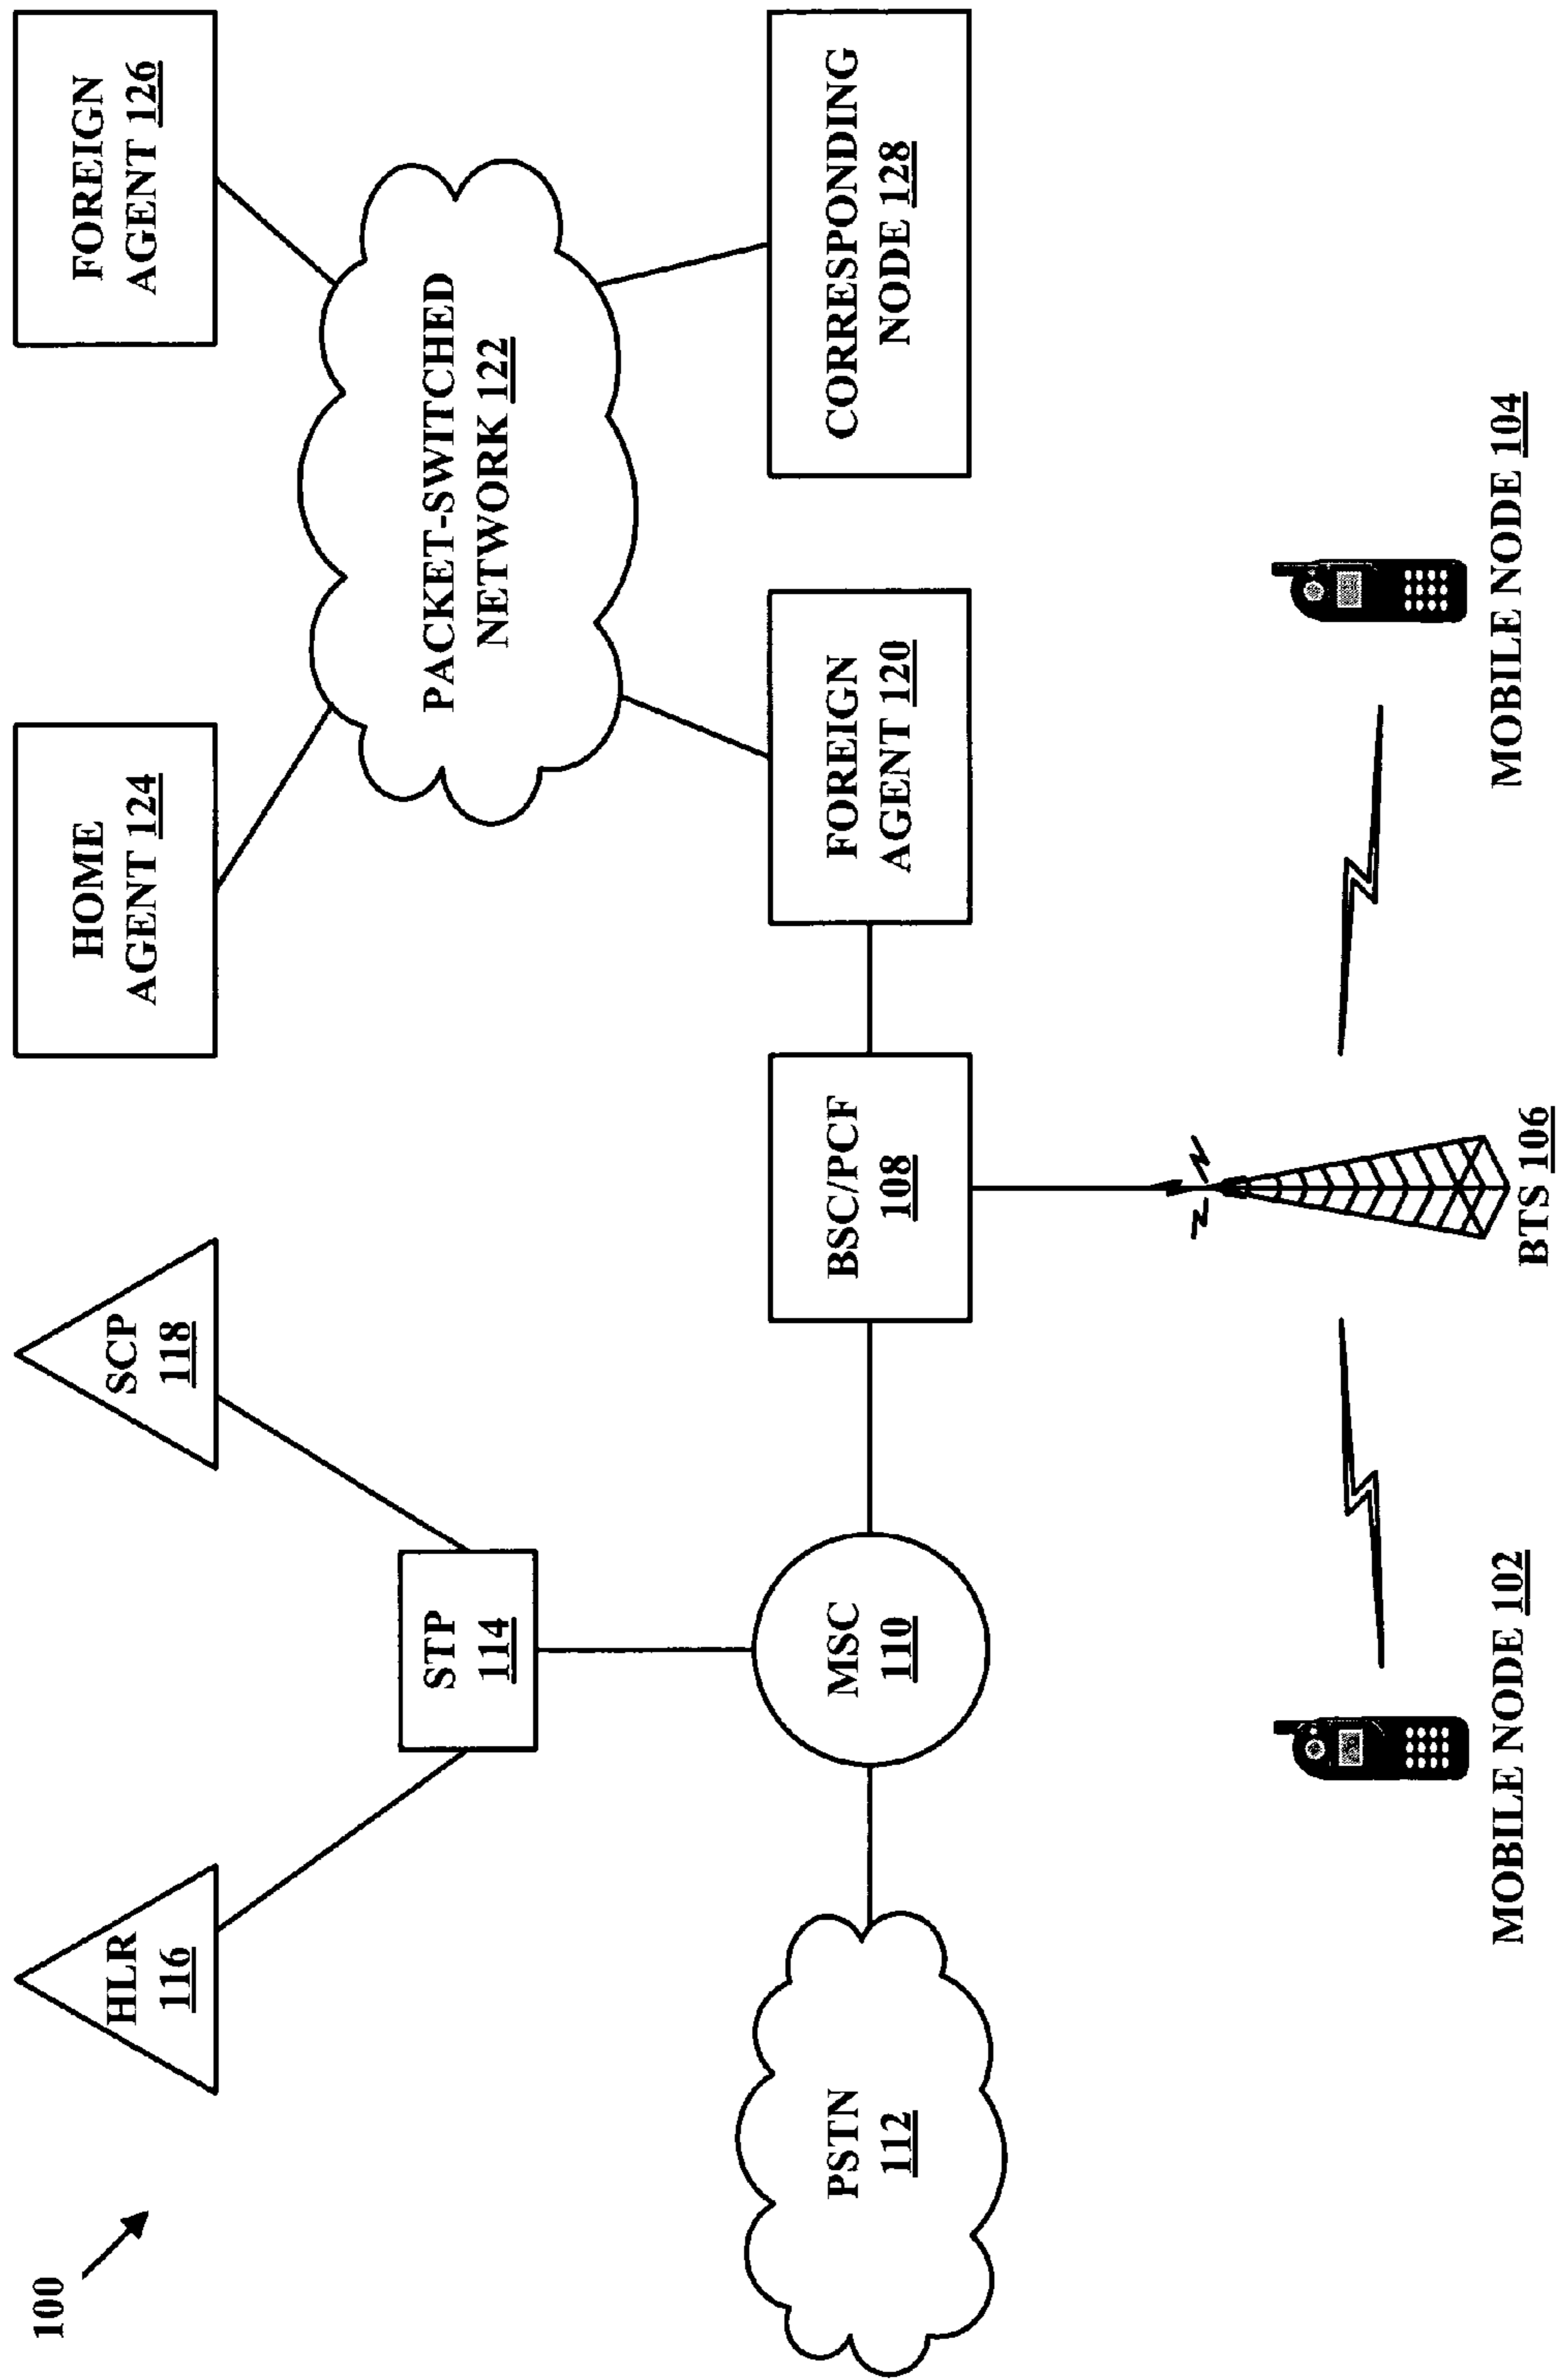 100
HLR
116
SCP
118
HOME
AGENT 124
FOREIGN
AGENT 126
STP
114
PACKET-SWITCHED
NETWORK 122
PSTN
112
MSC
110
BSC/PCF
108
FOREIGN
AGENT 120
CORRESPONDING
NODE 128
MOBILE NODE 102
BTS 106
MOBILE NODE 104